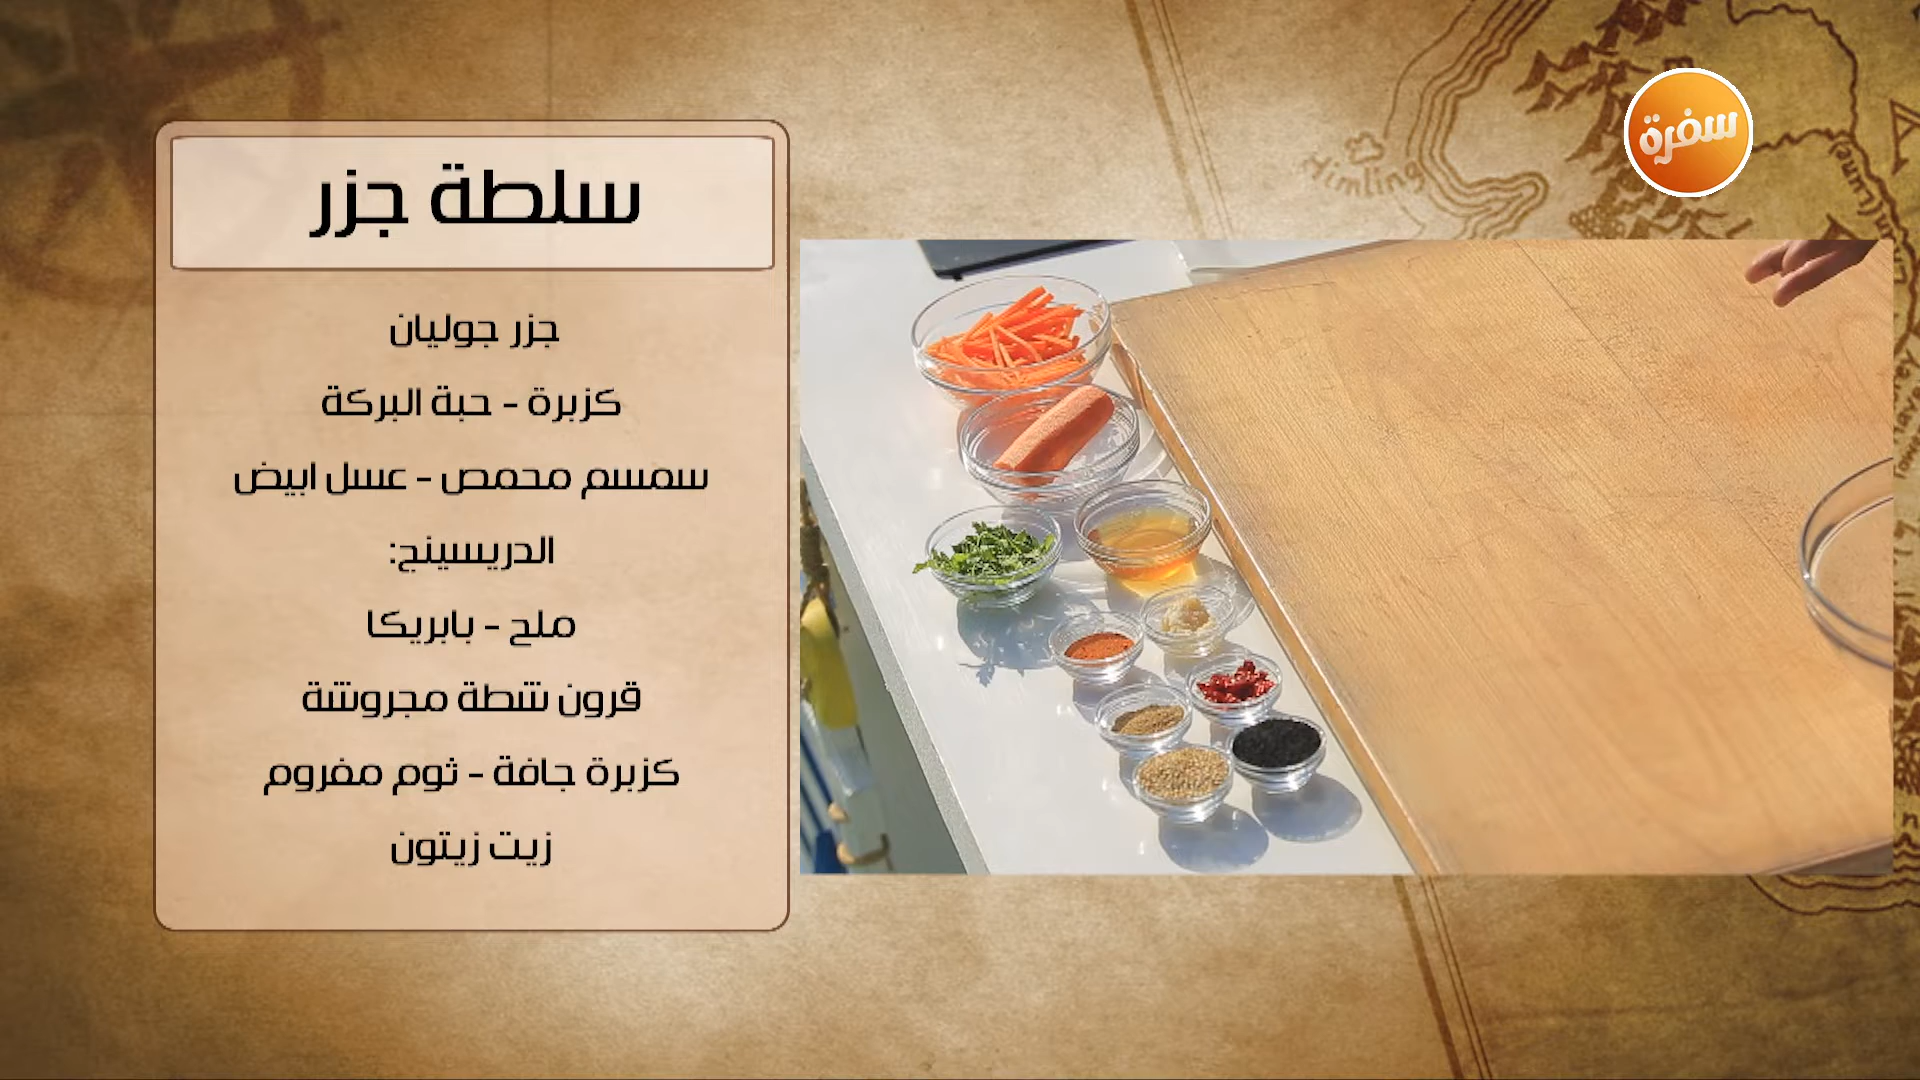 سفرة
سلطة جزر
جزر جوليان
كزبرة - حبة البركة
سمسم محمص - عسل ابيض
الدريسينج:
ملح - بابريكا
قرون شطة مجروشة
كزبرة جافة - ثوم مفروم
زيت زيتون
Himling